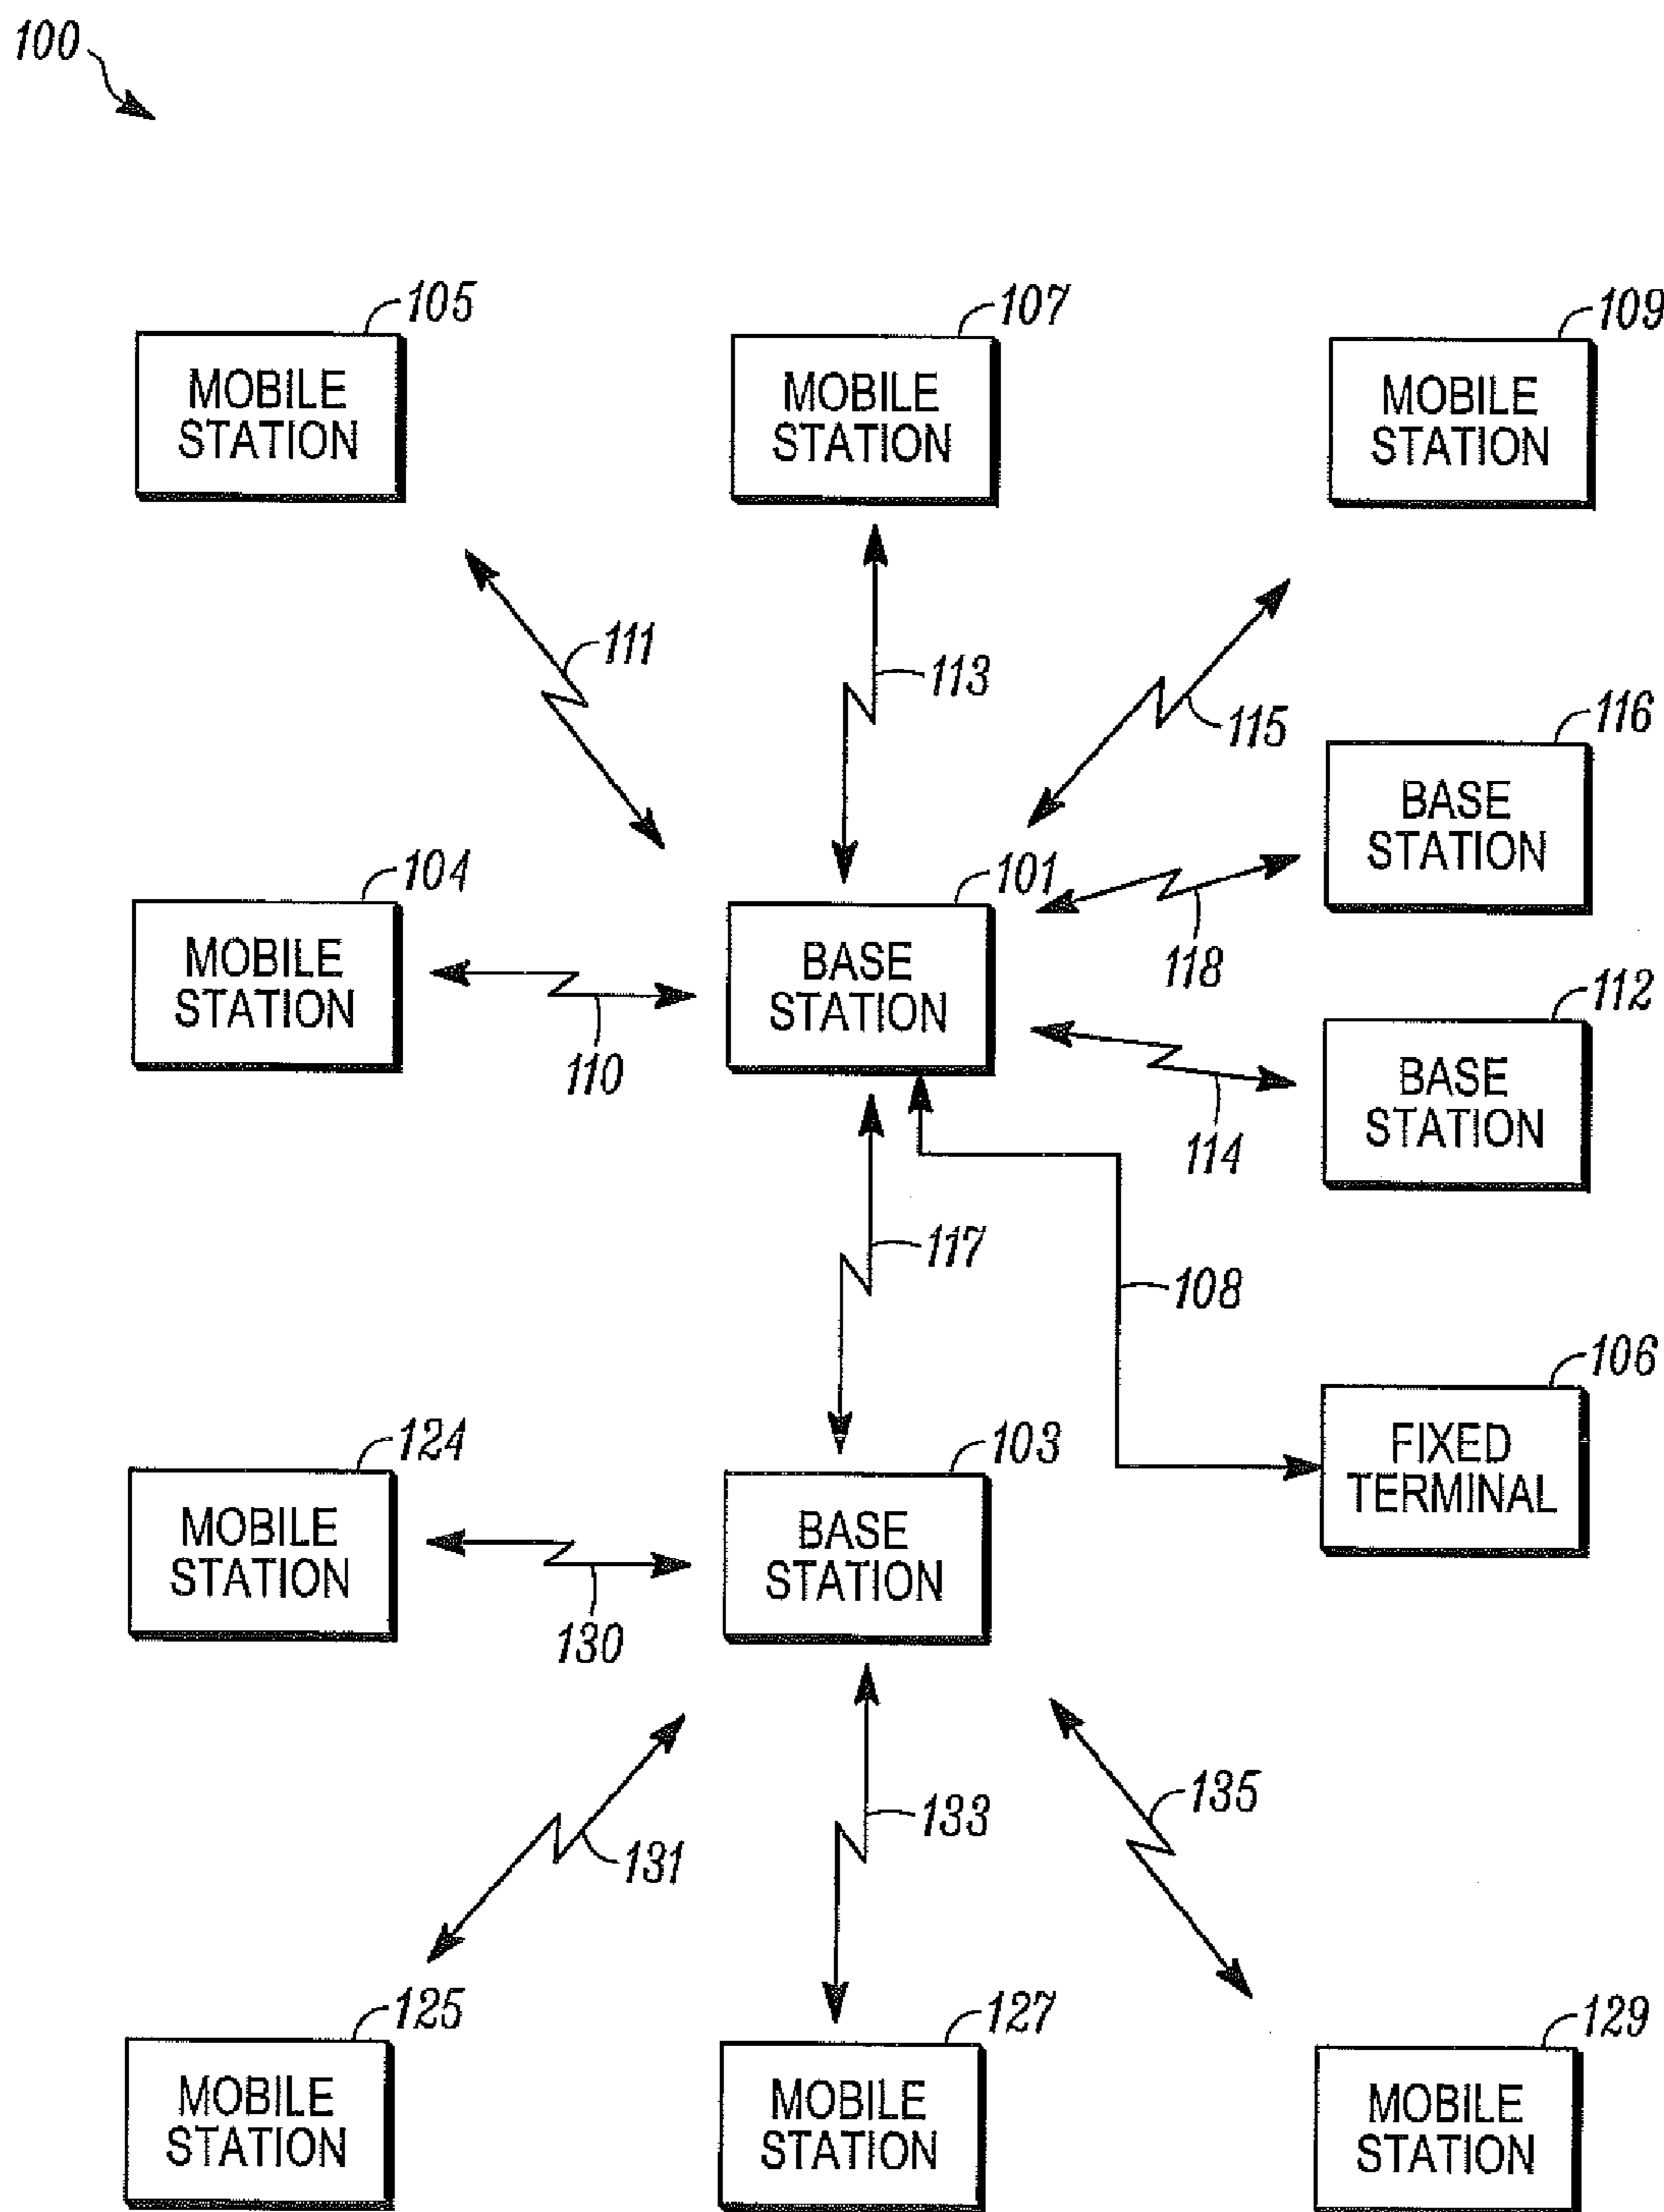 100
105
107
109
MOBILE
STATION
MOBILE
STATION
MOBILE
STATION
111
113
115
116
BASE
STATION
104
101
118
MOBILE
STATION
BASE
STATION
112
110
114
BASE
STATION
117
108
106
FIXED
TERMINAL
124
103
MOBILE
STATION
BASE
STATION
130
131
133
135
125
127
129
MOBILE
STATION
MOBILE
STATION
MOBILE
STATION